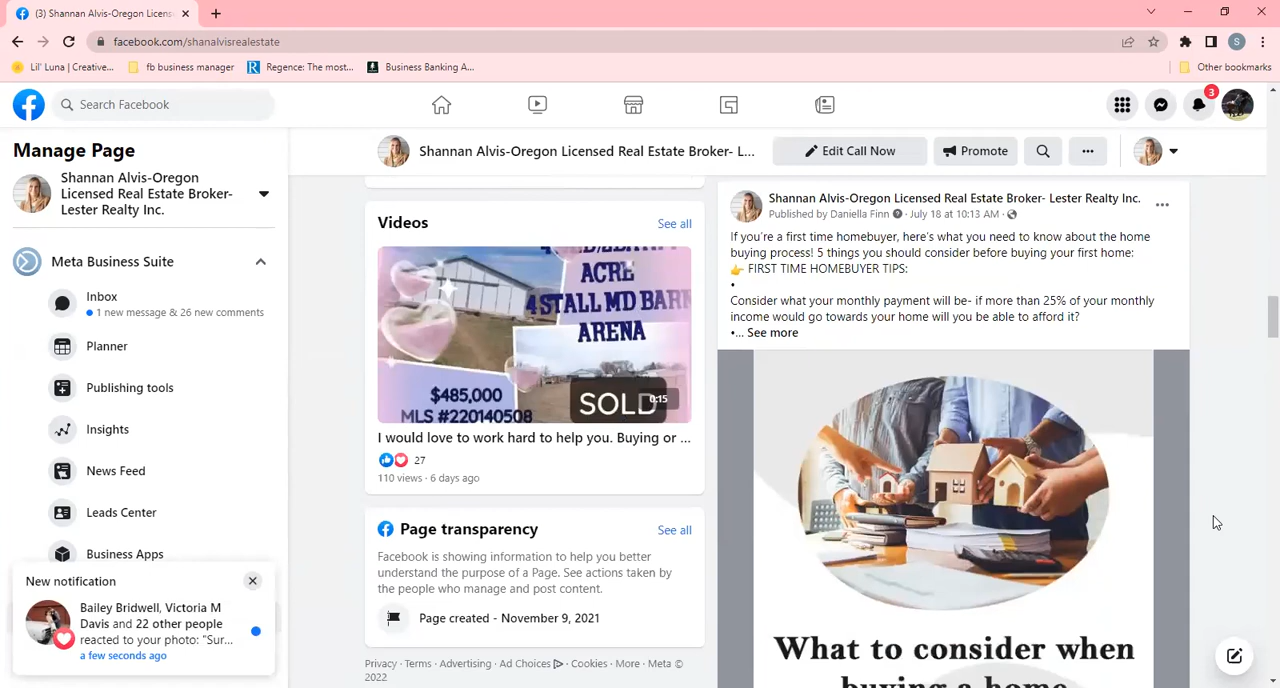 (3) Shannan Alvis-Oregon Licens
facebook.com/shanalvisrealestate
S
Lil' Luna | Creative...
fb business manager
Regence: The most...
Business Banking A...
Other bookmarks
Search Facebook
3
Manage Page
Shannan Alvis-Oregon
Licensed Real Estate Broker-
Lester Realty Inc.
Meta Business Suite
Inbox
1 new message & 26 new comments
Planner
Publishing tools
Insights
News Feed
Leads Center
Business Apps
New notification
Bailey Bridwell, Victoria M
Davis and 22 other people
reacted to your photo: "Sur...
a few seconds ago
Shannan Alvis-Oregon Licensed Real Estate Broker- L...
Edit Call Now
Promote
Videos
See all
ACRE
4 STALL MD BARN
ARENA
$485,000
MLS #220140508
SOLD
0:15
I would love to work hard to help you. Buying or ...
27
110 views · 6 days ago
Page transparency
See all
Facebook is showing information to help you better
understand the purpose of a Page. See actions taken by
the people who manage and post content.
Page created - November 9, 2021
Privacy · Terms · Advertising · Ad Choices · Cookies · More · Meta ©
2022
Shannan Alvis-Oregon Licensed Real Estate Broker- Lester Realty Inc.
Published by Daniella Finn · July 18 at 10:13 AM ·
If you're a first time homebuyer, here's what you need to know about the home
buying process! 5 things you should consider before buying your first home:
👉 FIRST TIME HOMEBUYER TIPS:
•
Consider what your monthly payment will be- if more than 25% of your monthly
income would go towards your home will you be able to afford it?
•... See more
What to consider when
buying a home